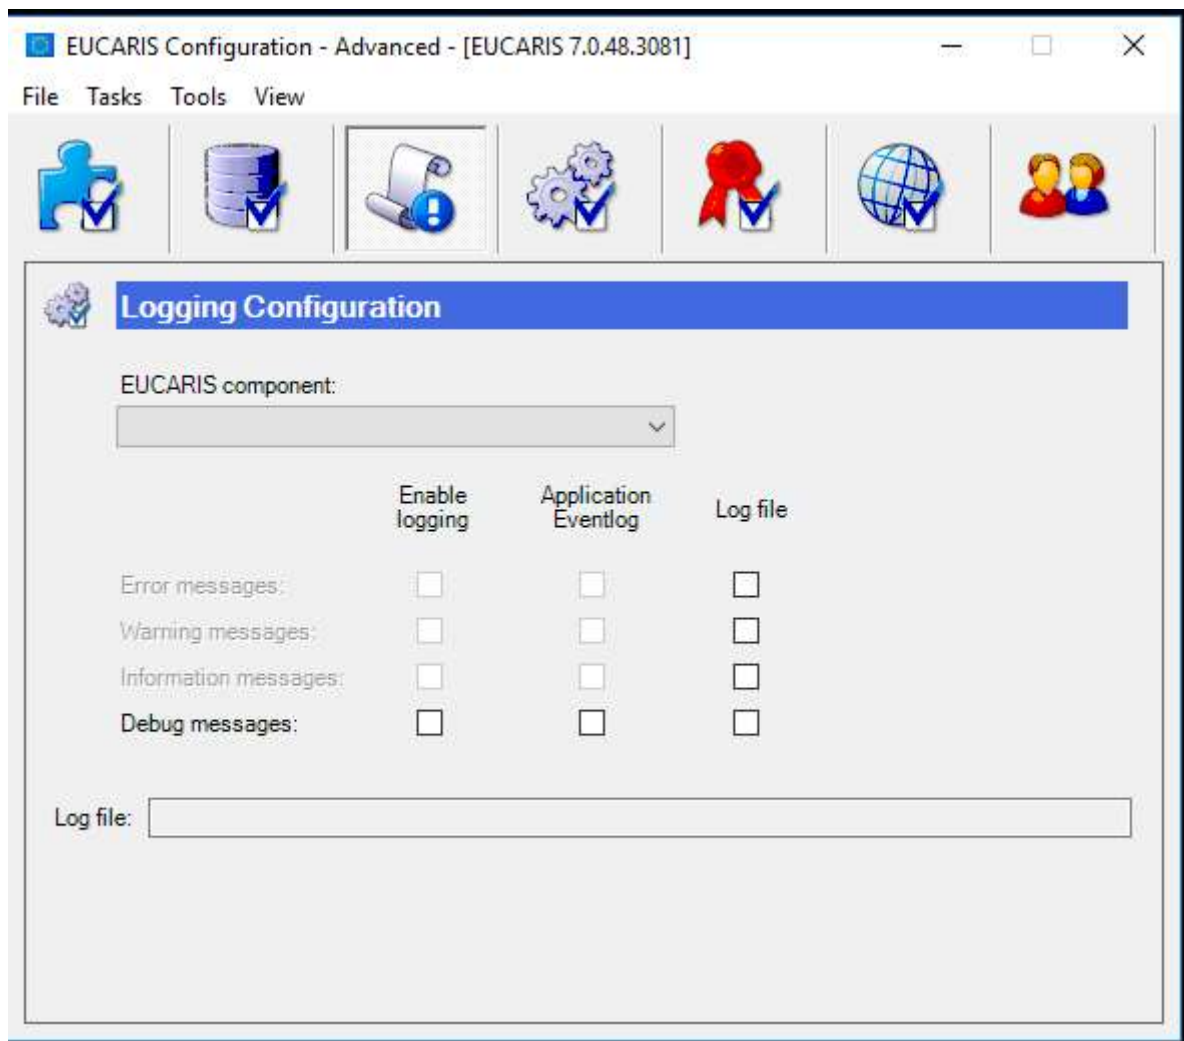 EUCARIS Configuration - Advanced - [EUCARIS 7.0.48.3081]
File Tasks Tools View
Logging Configuration
EUCARIS component:
Enable logging
Application Eventlog
Log file
Error messages:
Warning messages:
Information messages:
Debug messages:
Log file: